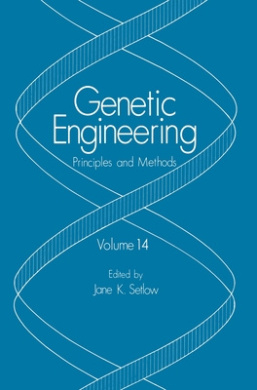 Genetic
Engineering
Principles and Methods
Volume 14
Edited by
Jane K. Setlow